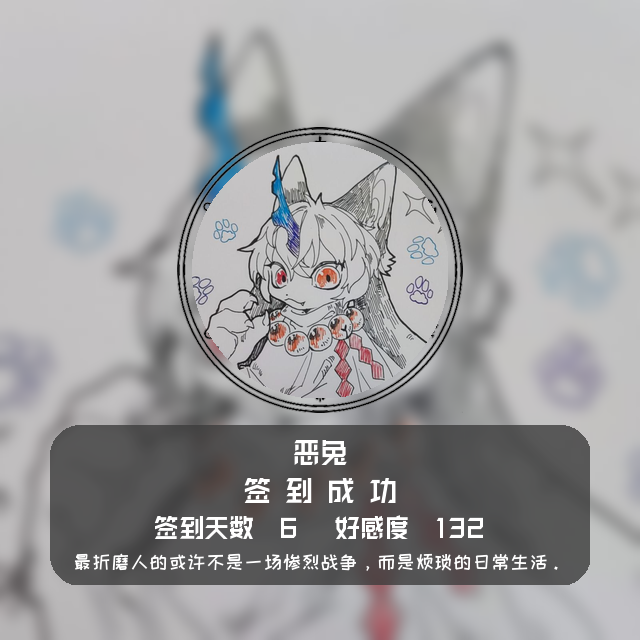 恶兔
签到成功
签到天数 6 好感度 132
最折磨人的或许不是一场惨烈战争，而是烦琐的日常生活。